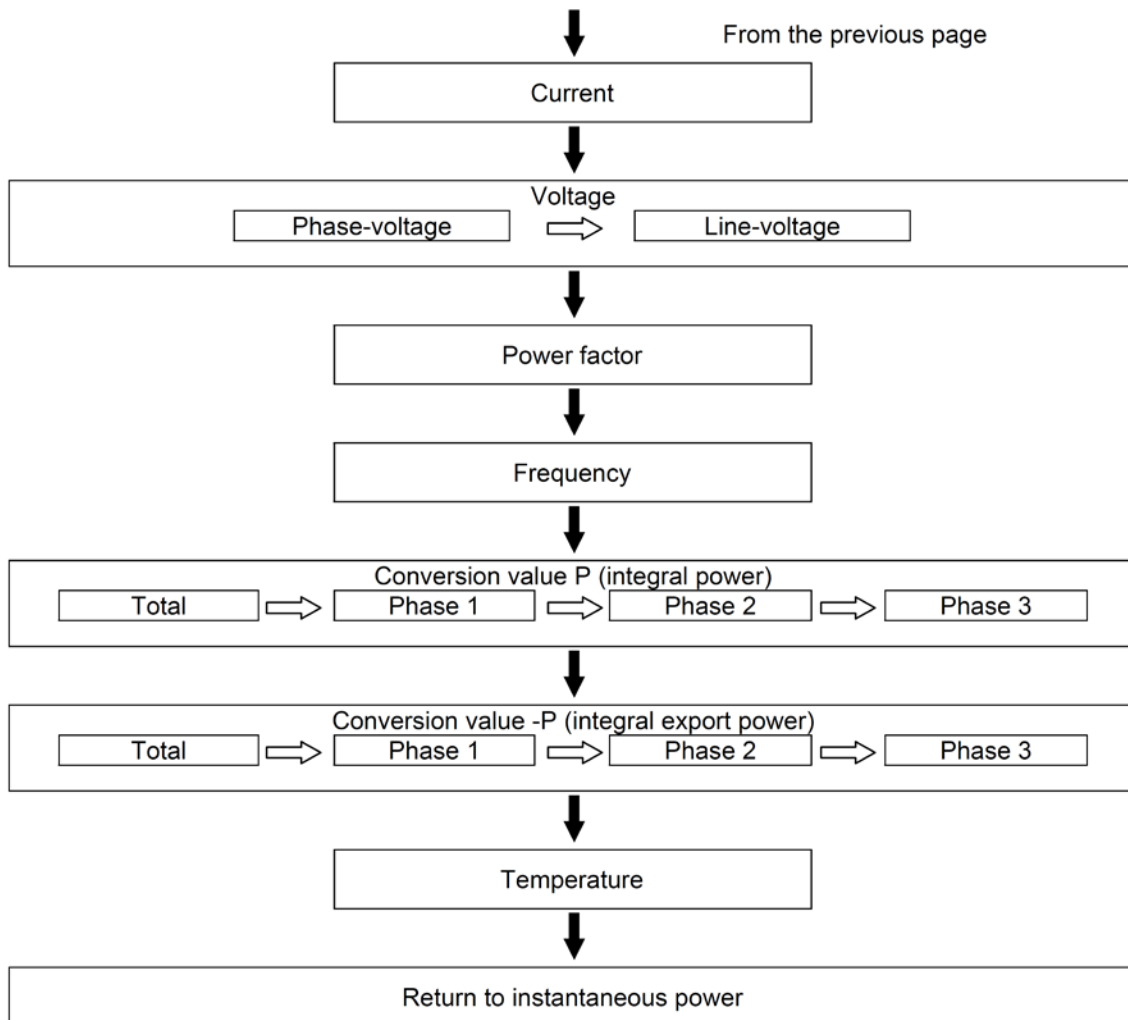 From the previous page
Current
Voltage
Phase-voltage
Line-voltage
Power factor
Frequency
Conversion value P (integral power)
Total
Phase 1
Phase 2
Phase 3
Conversion value -P (integral export power)
Total
Phase 1
Phase 2
Phase 3
Temperature
Return to instantaneous power